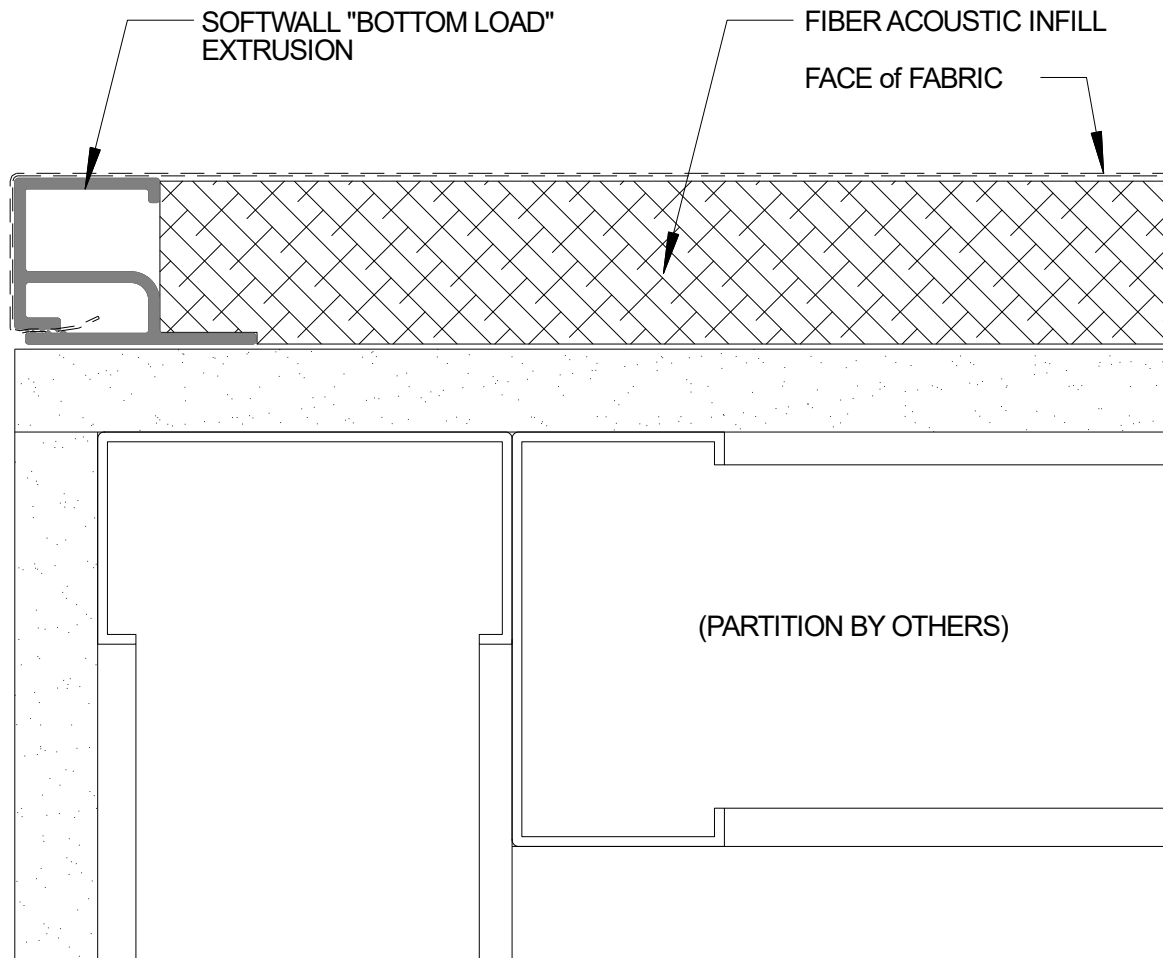 SOFTWALL "BOTTOM LOAD"
EXTRUSION
FIBER ACOUSTIC INFILL
FACE of FABRIC
(PARTITION BY OTHERS)